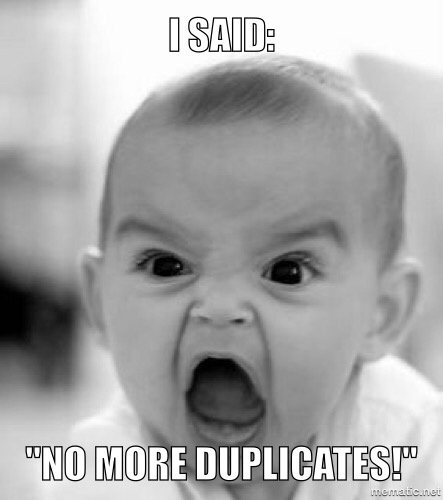 I SAID:
"NO MORE DUPLICATES!"
mematic.net